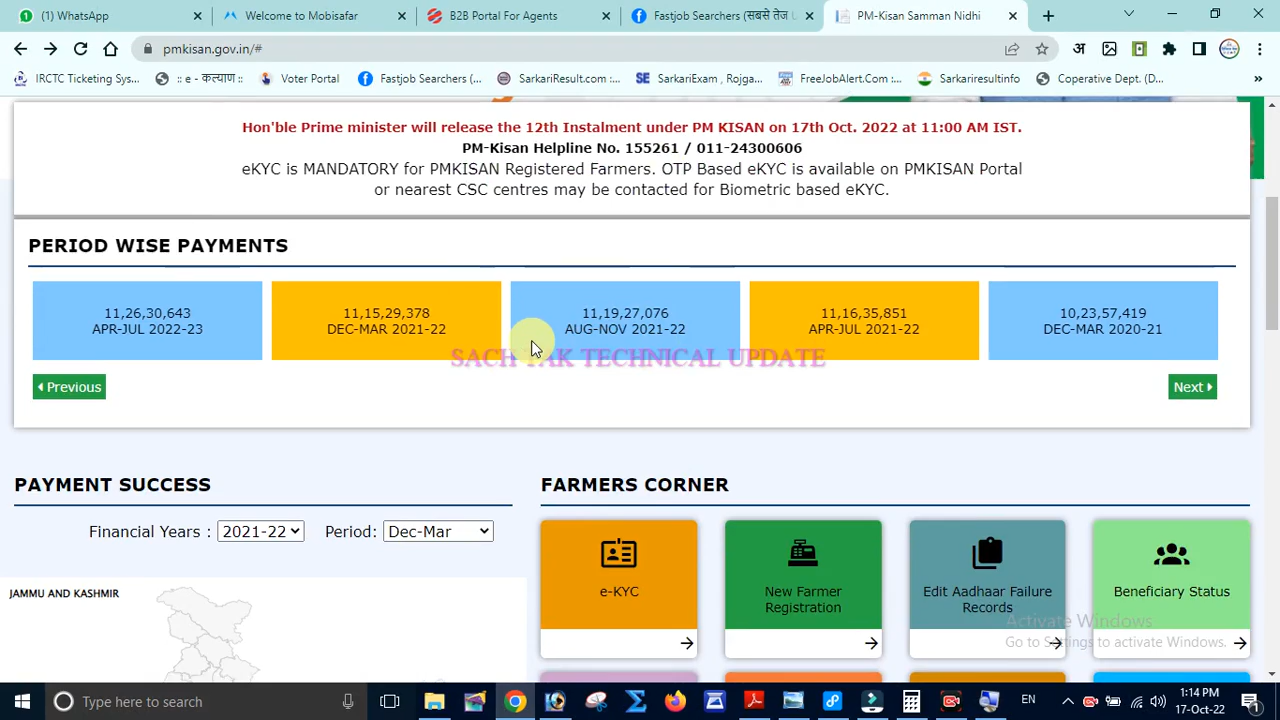 (1) WhatsApp
Welcome to Mobisafar
B2B Portal For Agents
Fastjob Searchers (सबसे तेज
PM-Kisan Samman Nidhi
pmkisan.gov.in/#
अ
IRCTC Ticketing Sys...
:: e - कल्याण ::
Voter Portal
Fastjob Searchers (...
SarkariResult.com :...
SE SarkariExam , Rojga...
FreeJobAlert.Com :...
Sarkariresultinfo
Coperative Dept. (D...
»
Hon'ble Prime minister will release the 12th Instalment under PM KISAN on 17th Oct. 2022 at 11:00 AM IST.
PM-Kisan Helpline No. 155261 / 011-24300606
eKYC is MANDATORY for PMKISAN Registered Farmers. OTP Based eKYC is available on PMKISAN Portal
or nearest CSC centres may be contacted for Biometric based eKYC.
PERIOD WISE PAYMENTS
11,26,30,643
APR-JUL 2022-23
11,15,29,378
DEC-MAR 2021-22
11,19,27,076
AUG-NOV 2021-22
11,16,35,851
APR-JUL 2021-22
10,23,57,419
DEC-MAR 2020-21
SACH TAK TECHNICAL UPDATE
Previous
Next
PAYMENT SUCCESS
Financial Years : 2021-22 Period: Dec-Mar
JAMMU AND KASHMIR
FARMERS CORNER
e-KYC
New Farmer
Registration
Edit Aadhaar Failure
Records
Beneficiary Status
Activate Windows
Go to Settings to activate Windows.
Type here to search
EN
1:14 PM
17-Oct-22
1